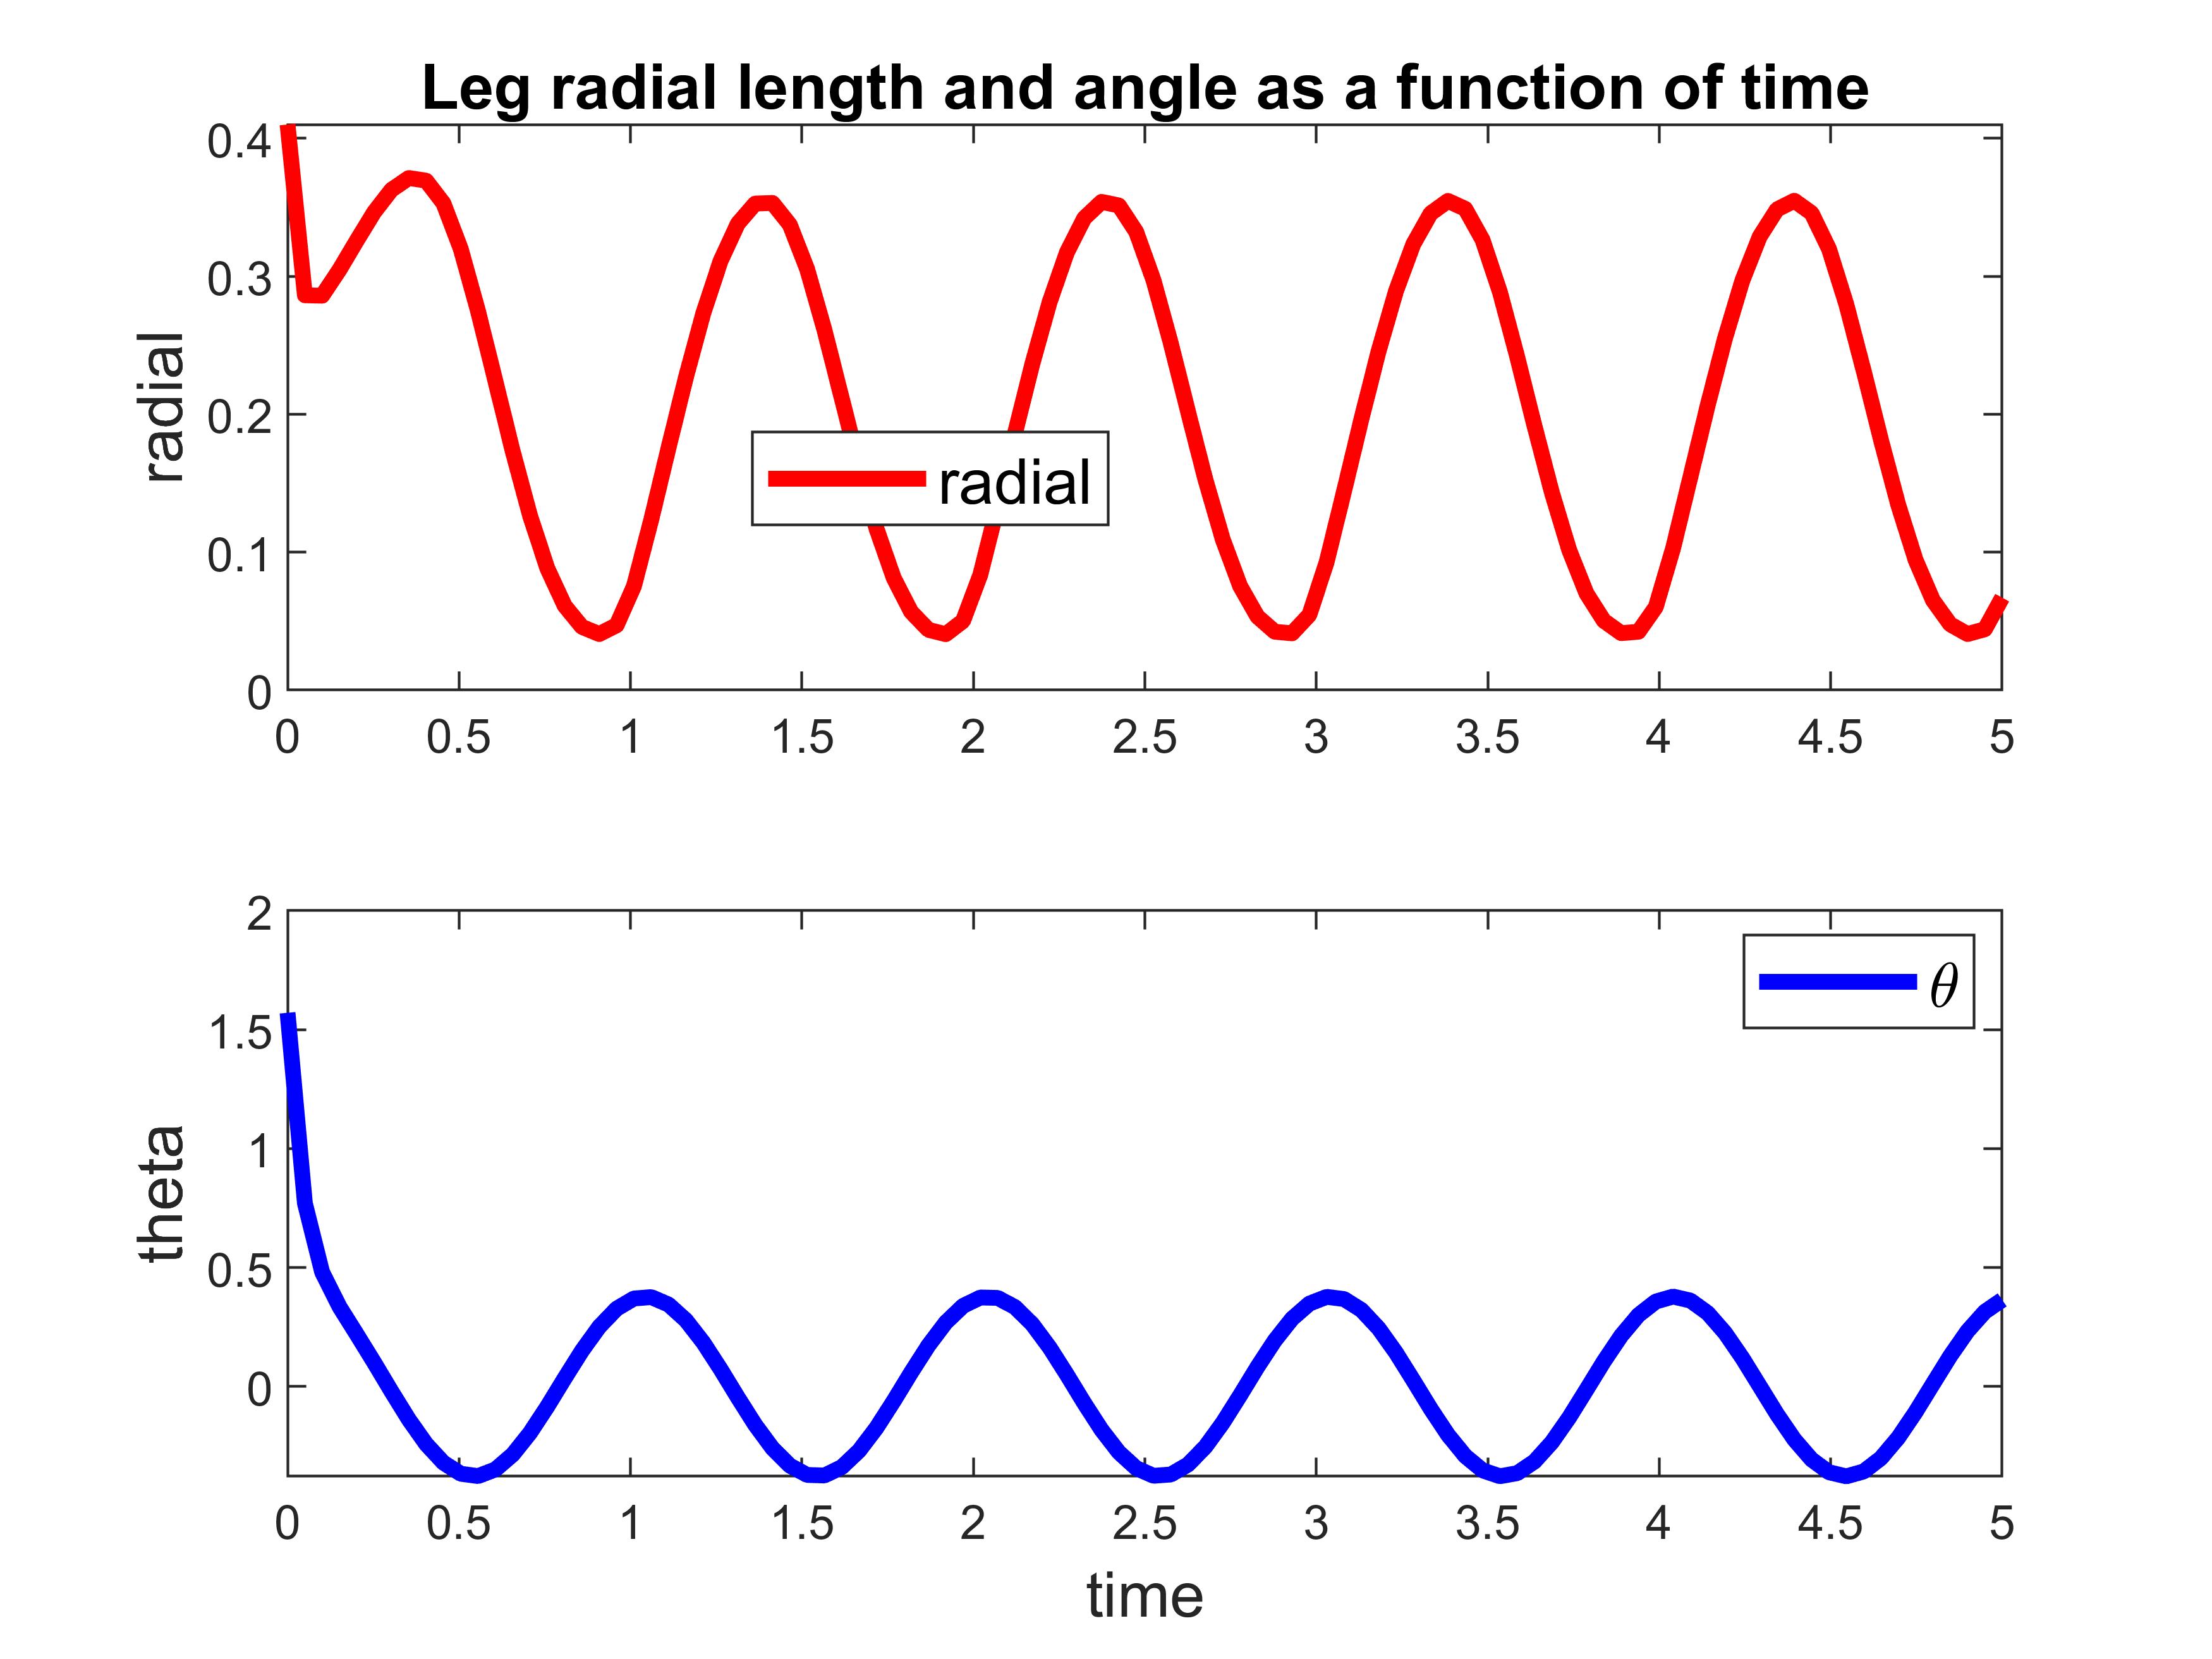 Leg radial length and angle as a function of time
0.4
0.3
0.2
0.1
0
radial
radial
0 0.5 1 1.5 2 2.5 3 3.5 4 4.5 5
2
1.5
1
0.5
0
theta
θ
0 0.5 1 1.5 2 2.5 3 3.5 4 4.5 5
time